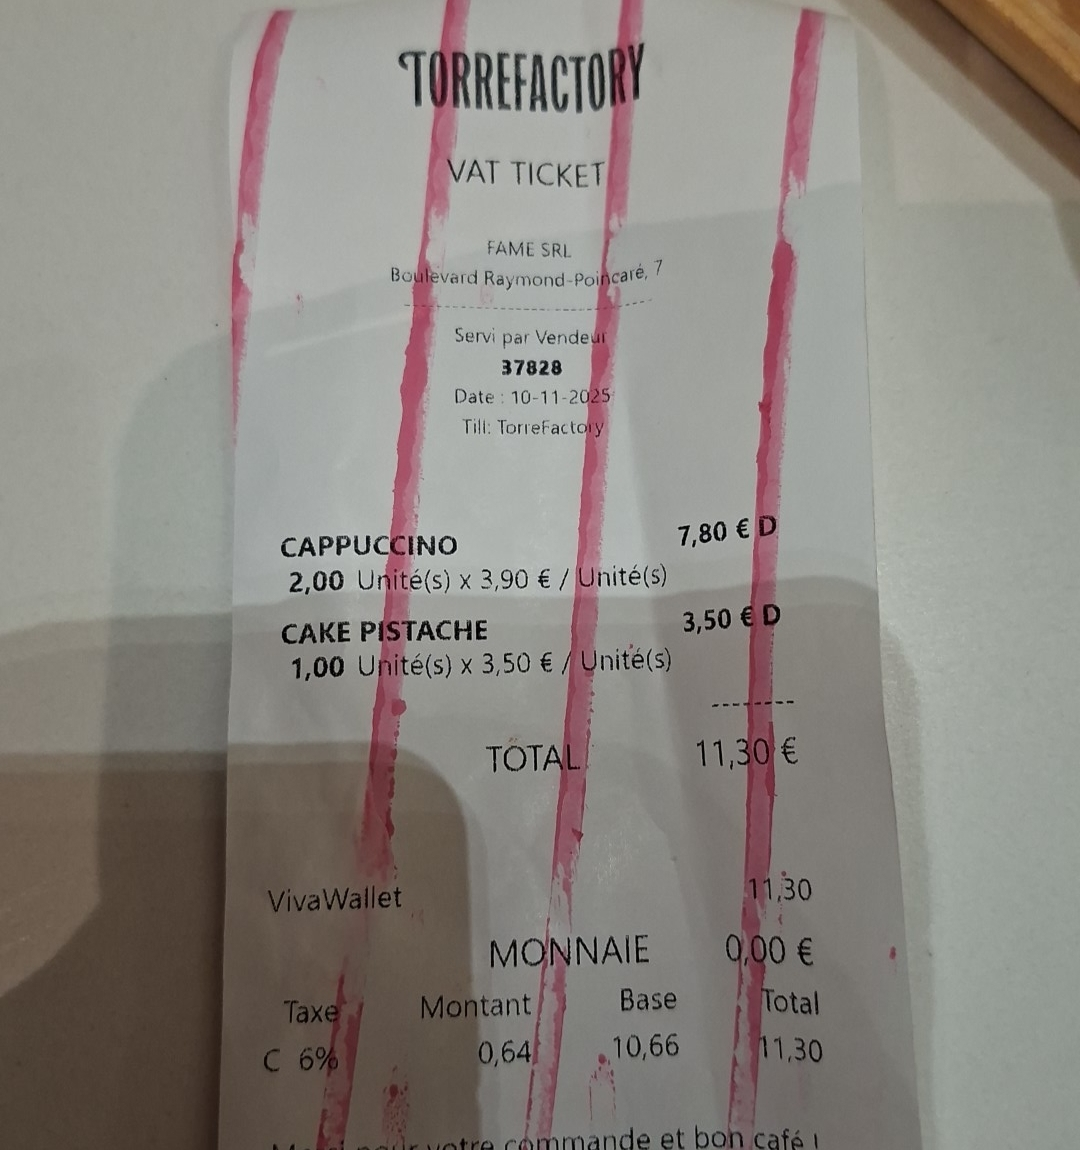 TORREFACTORY
VAT TICKET
FAME SRL
Boulevard Raymond-Poincaré, 7
Servi par Vendeur
37828
Date : 10-11-2025
Till: TorreFactory
CAPPUCCINO 7,80 € D
2,00 Unité(s) x 3,90 € / Unité(s)
CAKE PISTACHE 3,50 € D
1,00 Unité(s) x 3,50 € / Unité(s)
TOTAL 11,30 €
VivaWallet 11,30
MONNAIE 0,00 €
Taxe Montant Base Total
C 6% 0,64 10,66 11,30
pour votre commande et bon café !